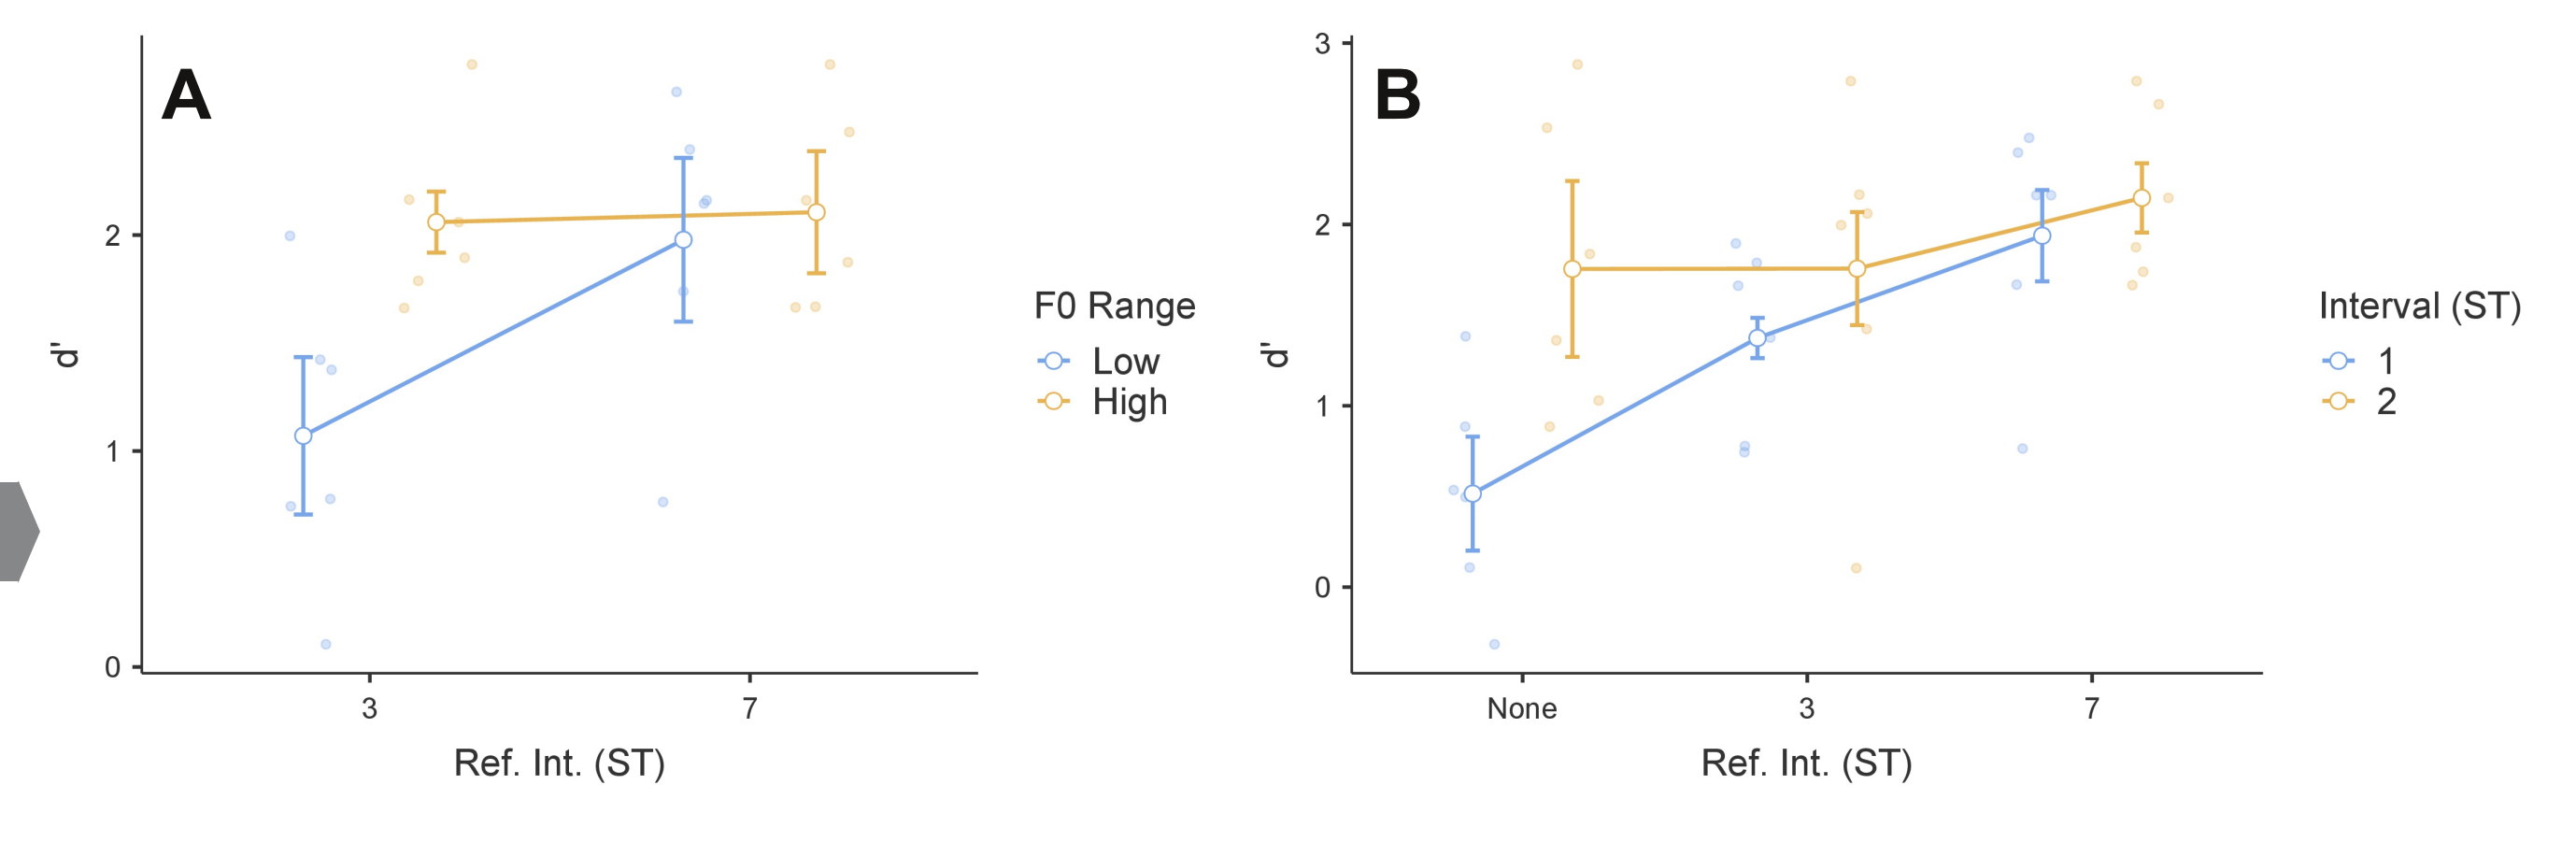 A
d'
2
1
0
3
7
Ref. Int. (ST)
F0 Range
Low
High
B
d'
3
2
1
0
None
3
7
Ref. Int. (ST)
Interval (ST)
1
2